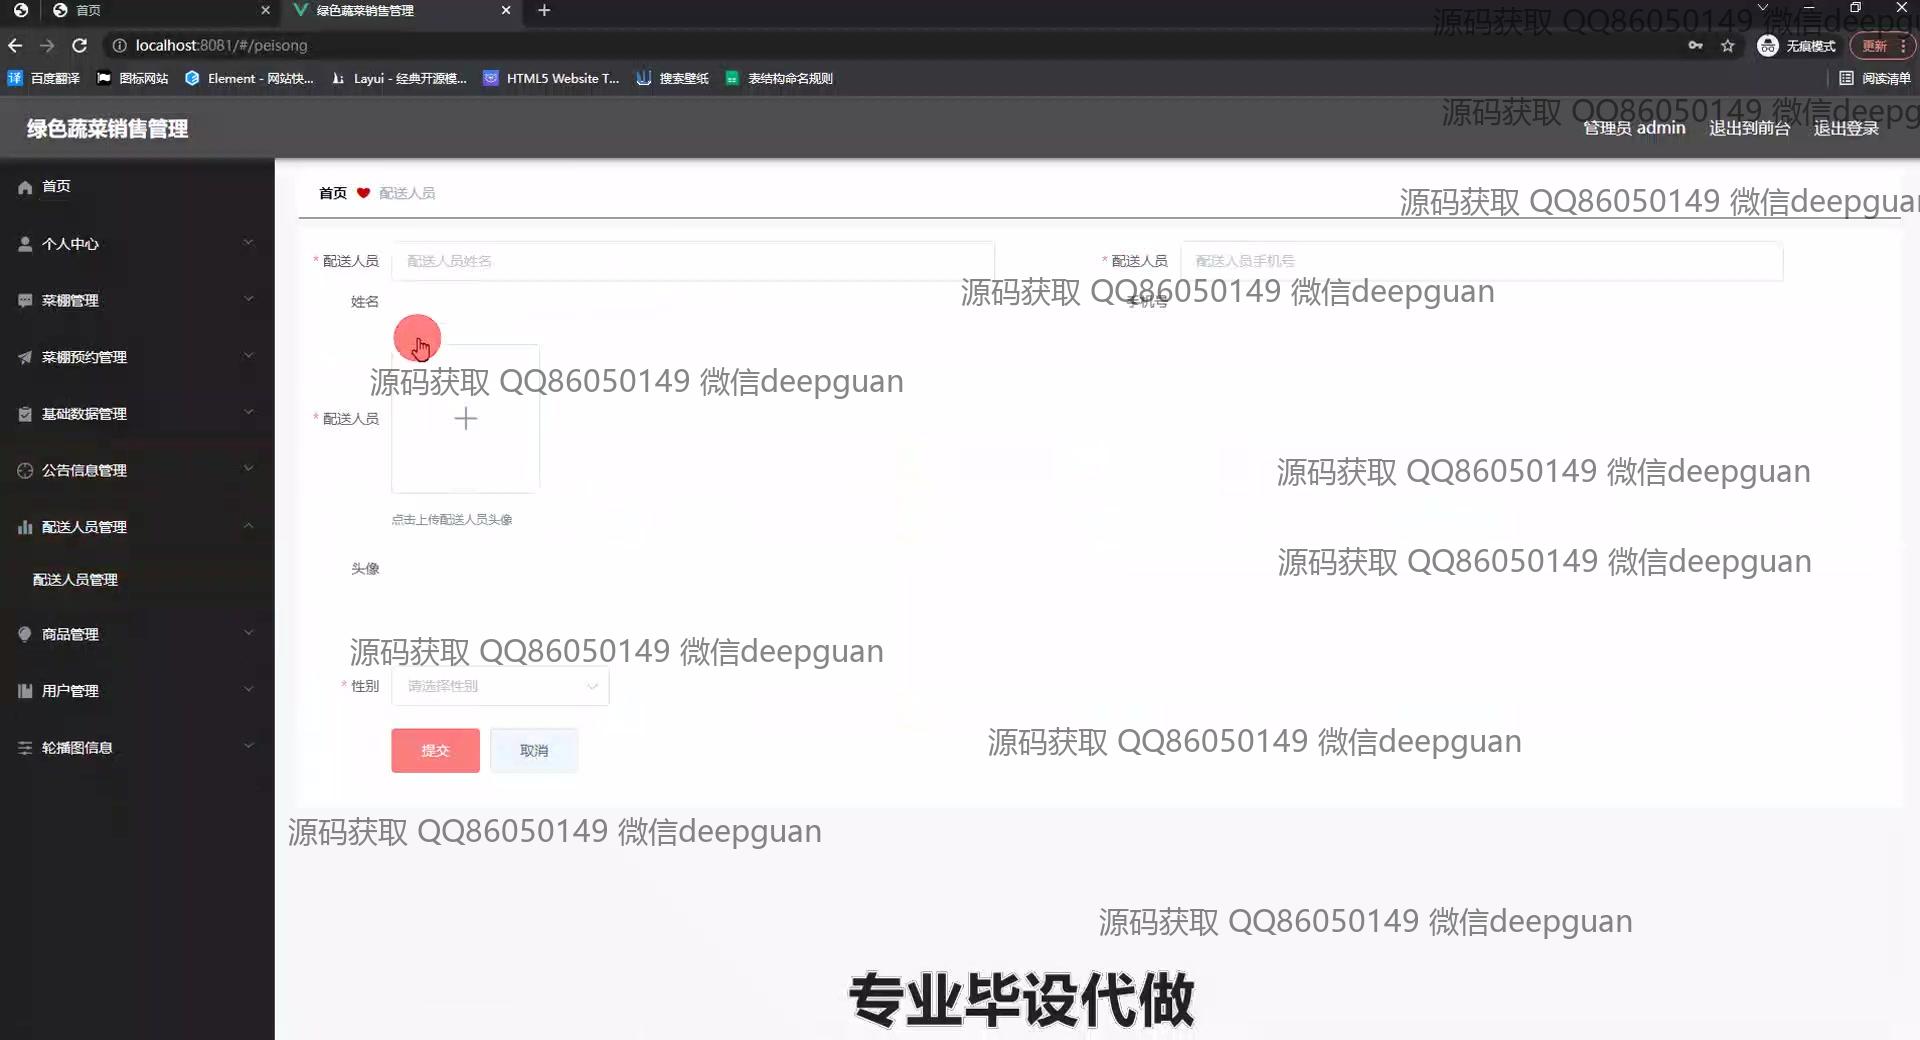 首页
绿色蔬菜销售管理
localhost:8081/#/peisong
无痕模式
更新
百度翻译
图标网站
Element - 网站快...
Layui - 经典开源模...
HTML5 Website T...
搜索壁纸
表结构命名规则
阅读清单
源码获取 QQ86050149 微信deepgu
绿色蔬菜销售管理
源码获取 QQ86050149 微信deepg
管理员 admin
退出到前台
退出登录
首页
首页
配送人员
源码获取 QQ86050149 微信deepguan
个人中心
* 配送人员
姓名
配送人员姓名
* 配送人员
手机号
配送人员手机号
源码获取 QQ86050149 微信deepguan
菜棚管理
菜棚预约管理
源码获取 QQ86050149 微信deepguan
基础数据管理
* 配送人员
头像
点击上传配送人员头像
公告信息管理
源码获取 QQ86050149 微信deepguan
配送人员管理
源码获取 QQ86050149 微信deepguan
配送人员管理
商品管理
源码获取 QQ86050149 微信deepguan
用户管理
* 性别
请选择性别
轮播图信息
提交
取消
源码获取 QQ86050149 微信deepguan
源码获取 QQ86050149 微信deepguan
源码获取 QQ86050149 微信deepguan
专业毕设代做